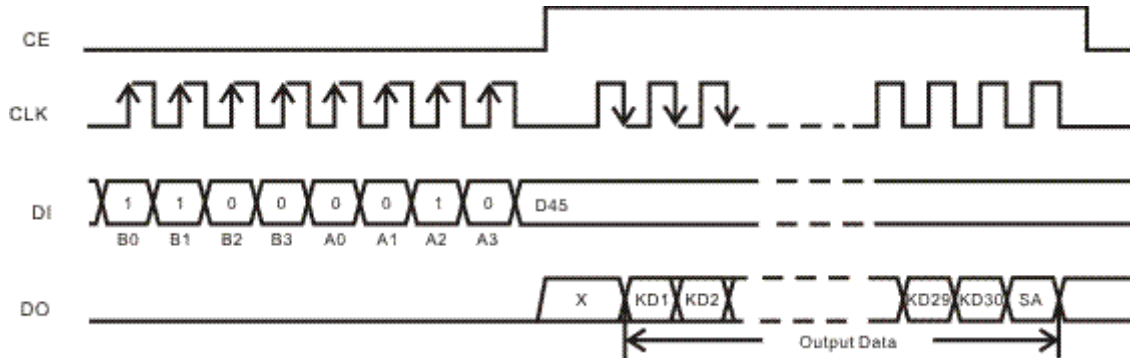 CE
CLK
DI 1 1 0 0 0 0 1 0 D45
B0 B1 B2 B3 A0 A1 A2 A3
DO X KD1 KD2 KD29 KD30 SA
Output Data